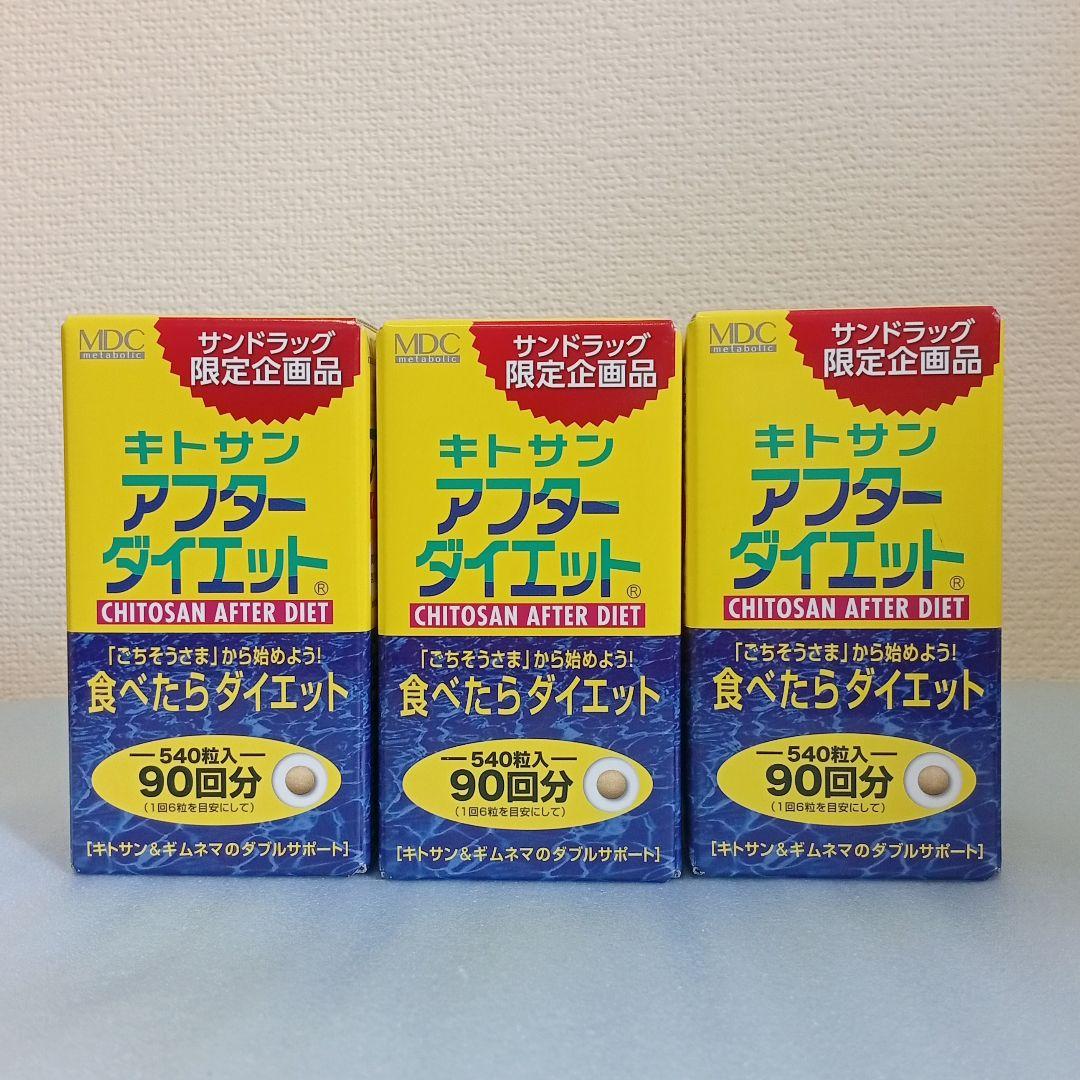 MDC
metabolic
サンドラッグ
限定企画品
キトサン
アフター
ダイエット®
CHITOSAN AFTER DIET
「ごちそうさま」から始めよう!
食べたらダイエット
540粒入
90回分
(1回6粒を目安にして)
[キトサン&ギムネマのダブルサポート]
MDC
metabolic
サンドラッグ
限定企画品
キトサン
アフター
ダイエット®
CHITOSAN AFTER DIET
「ごちそうさま」から始めよう!
食べたらダイエット
540粒入
90回分
(1回6粒を目安にして)
[キトサン&ギムネマのダブルサポート]
MDC
metabolic
サンドラッグ
限定企画品
キトサン
アフター
ダイエット®
CHITOSAN AFTER DIET
「ごちそうさま」から始めよう!
食べたらダイエット
540粒入
90回分
(1回6粒を目安にして)
[キトサン&ギムネマのダブルサポート]